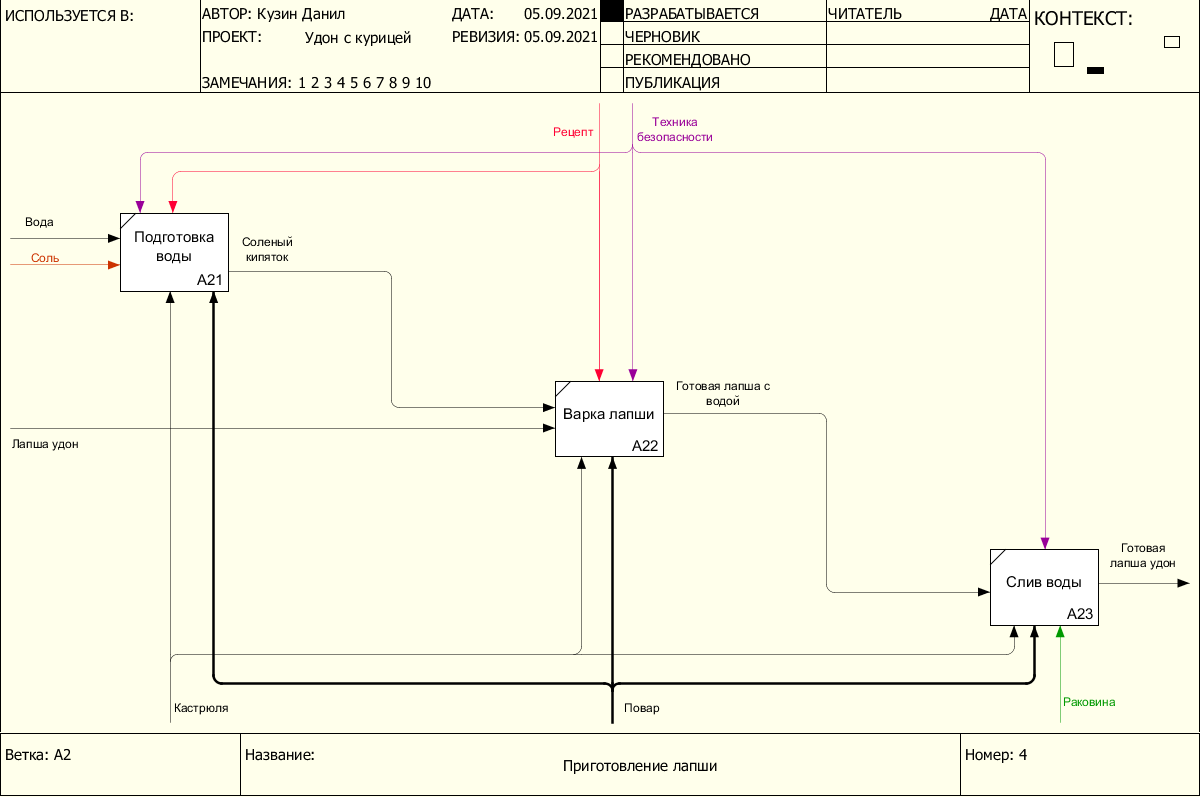 ИСПОЛЬЗУЕТСЯ В:
АВТОР: Кузин Данил
ДАТА: 05.09.2021
ПРОЕКТ: Удон с курицей
РЕВИЗИЯ: 05.09.2021
ЗАМЕЧАНИЯ: 1 2 3 4 5 6 7 8 9 10
РАЗРАБАТЫВАЕТСЯ
ЧЕРНОВИК
РЕКОМЕНДОВАНО
ПУБЛИКАЦИЯ
ЧИТАТЕЛЬ
ДАТА
КОНТЕКСТ:
Рецепт
Техника
безопасности
Вода
Соль
Подготовка
воды
A21
Соленый
кипяток
Лапша удон
Варка лапши
A22
Готовая лапша с
водой
Слив воды
A23
Готовая
лапша удон
Кастрюля
Повар
Раковина
Ветка: A2
Название:
Приготовление лапши
Номер: 4